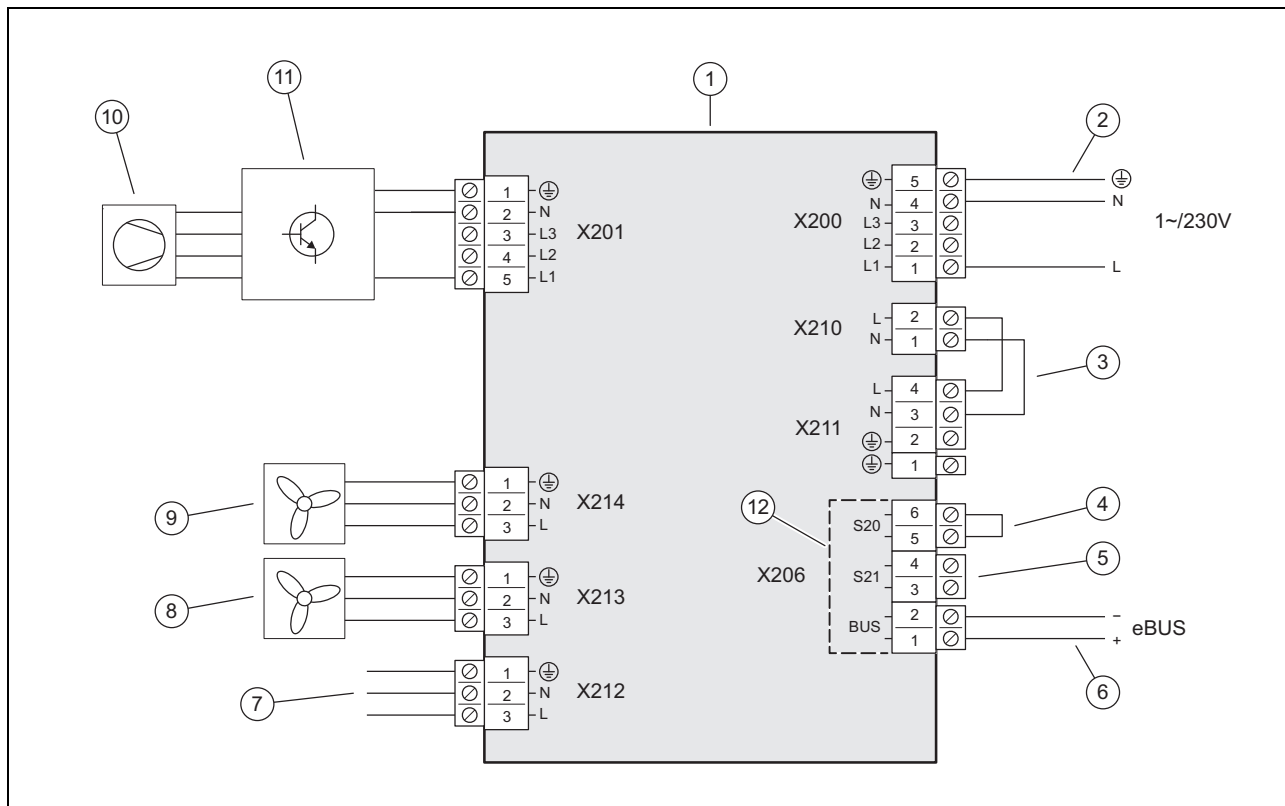 11
1
10
2
1
2 N
3 L3
4 L2
5 L1
X201
X200
5
N 4
L3 3
L2 2
L1 1
N
L
1~/230V
X210
L 2
N 1
3
X211
L 4
N 3
2
1
9
1
2 N
3 L
X214
12
X206
S20
6
5
4
S21
4
3
5
BUS
2
1
−
+
eBUS
6
8
1
2 N
3 L
X213
7
1
2 N
3 L
X212